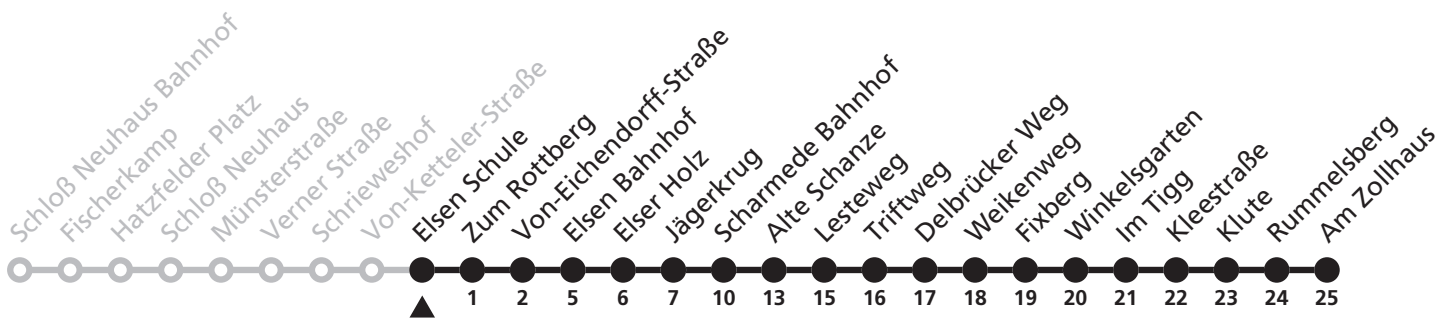 Schloß Neuhaus Bahnhof
Fischerkamp
Hatzfelder Platz
Schloß Neuhaus
Münsterstraße
Verner Straße
Schrieweshof
Von-Ketteler-Straße
Elsen Schule
Zum Rottberg
Von-Eichendorff-Straße
Elsen Bahnhof
Elser Holz
Jägerkrug
Scharmede Bahnhof
Alte Schanze
Lesteweg
Triftweg
Delbrücker Weg
Weikenweg
Fixberg
Winkelsgarten
Im Tigg
Kleestraße
Klute
Rummelsberg
Am Zollhaus
1 2 5 6 7 10 13 15 16 17 18 19 20 21 22 23 24 25